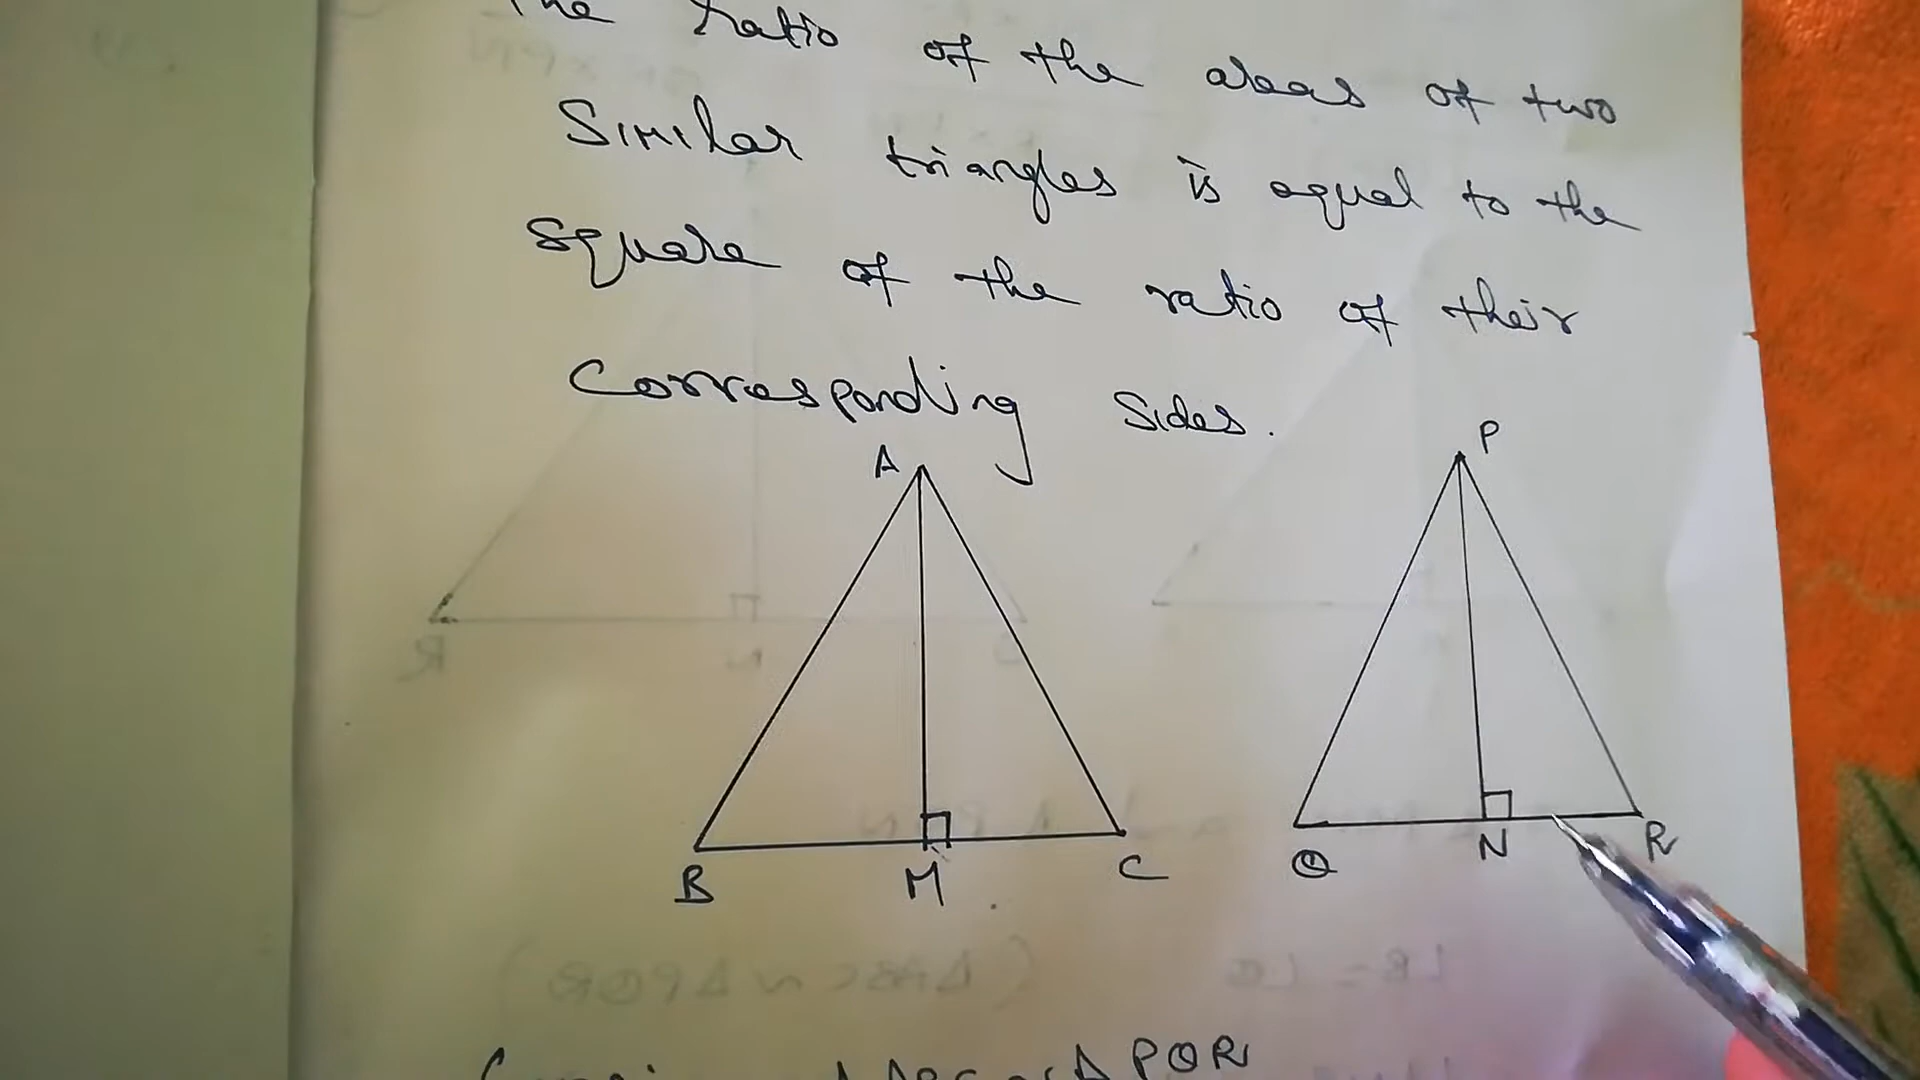 The ratio of the areas of two
Similar triangles is equal to the
square of the ratio of their
Corresponding Sides.
A P
B M C Q N R
PQR